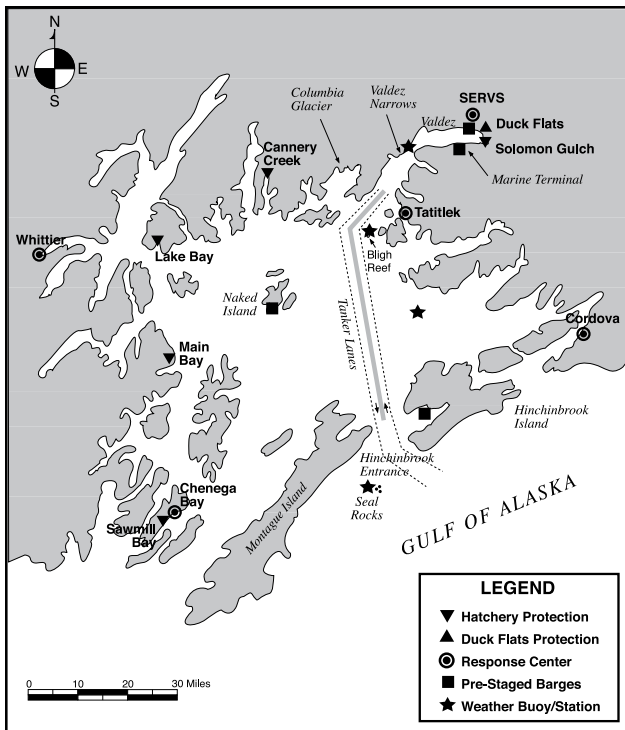 N
W
E
S
Columbia
Glacier
Valdez
Narrows
SERVS
Valdez
Duck Flats
Solomon Gulch
Marine Terminal
Cannery
Creek
Tatitlek
Whittier
Lake Bay
Bligh
Reef
Naked
Island
Tanker Lanes
Cordova
Main
Bay
Hinchinbrook
Island
Hinchinbrook
Entrance
Seal
Rocks
Montague Island
Chenega
Bay
Sawmill
Bay
GULF OF ALASKA
LEGEND
Hatchery Protection
Duck Flats Protection
Response Center
Pre-Staged Barges
Weather Buoy/Station
0 10 20 30 Miles